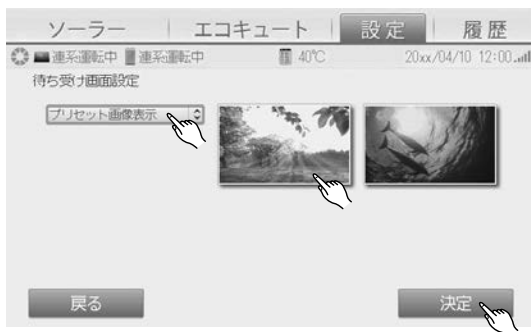 ソーラー エコキュート 設定 履歴
連系運転中 連系運転中 40℃ 20xx/04/10 12:00
待ち受け画面設定
プリセット画像表示
戻る 決定